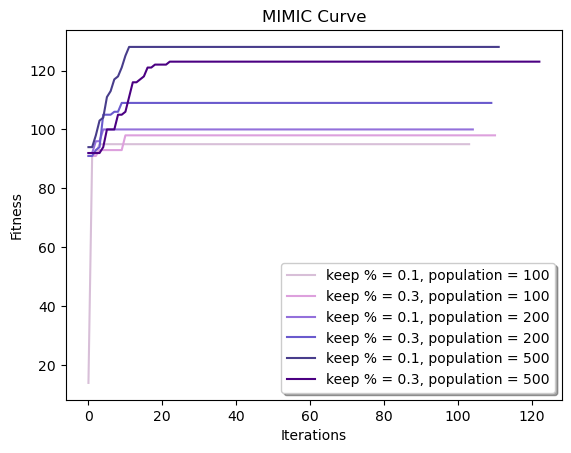 MIMIC Curve
Fitness
120
100
80
60
40
20
keep % = 0.1, population = 100
keep % = 0.3, population = 100
keep % = 0.1, population = 200
keep % = 0.3, population = 200
keep % = 0.1, population = 500
keep % = 0.3, population = 500
0 20 40 60 80 100 120
Iterations